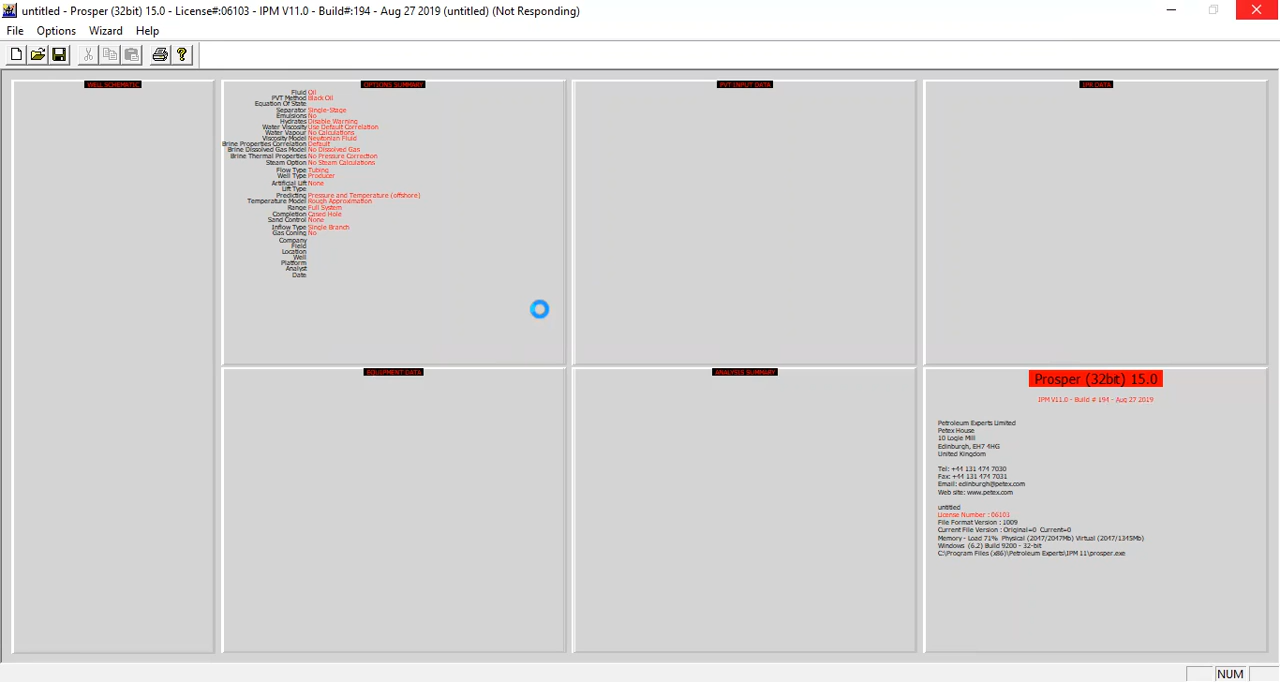 untitled - Prosper (32bit) 15.0 - License#:06103 - IPM V11.0 - Build#:194 - Aug 27 2019 (untitled) (Not Responding)
File Options Wizard Help
WELL SCHEMATIC
OPTIONS SUMMARY
Fluid Oil
PVT Method Black Oil
Equation Of State
Separator Single-Stage
Emulsions No
Hydrates Disable Warning
Water Viscosity Use Default Correlation
Water Vapour No Calculations
Viscosity Model Newtonian Fluid
Brine Properties Correlation Default
Brine Dissolved Gas Model No Dissolved Gas
Brine Thermal Properties No Pressure Correction
Steam Option No Steam Calculations
Flow Type Tubing
Well Type Producer
Artificial Lift None
Lift Type
Predicting Pressure and Temperature (offshore)
Temperature Model Rough Approximation
Range Full System
Completion Cased Hole
Sand Control None
Inflow Type Single Branch
Gas Coning No
Company
Field
Location
Well
Platform
Analyst
Date
PVT INPUT DATA
IPR DATA
EQUIPMENT DATA
ANALYSIS SUMMARY
Prosper (32bit) 15.0
IPM V11.0 - Build # 194 - Aug 27 2019
Petroleum Experts Limited
Petex House
10 Logie Mill
Edinburgh, EH7 4HG
United Kingdom
Tel: +44 131 474 7030
Fax: +44 131 474 7031
Email: edinburgh@petex.com
Web site: www.petex.com
untitled
License Number : 06101
File Format Version : 1009
Current File Version : Original=0 Current=0
Memory - Load 71% Physical (2047/2047Mb) Virtual (2047/1345Mb)
Windows (6.2) Build 9200 - 32-bit
C:\Program Files (x86)\Petroleum Experts\IPM 11\prosper.exe
NUM